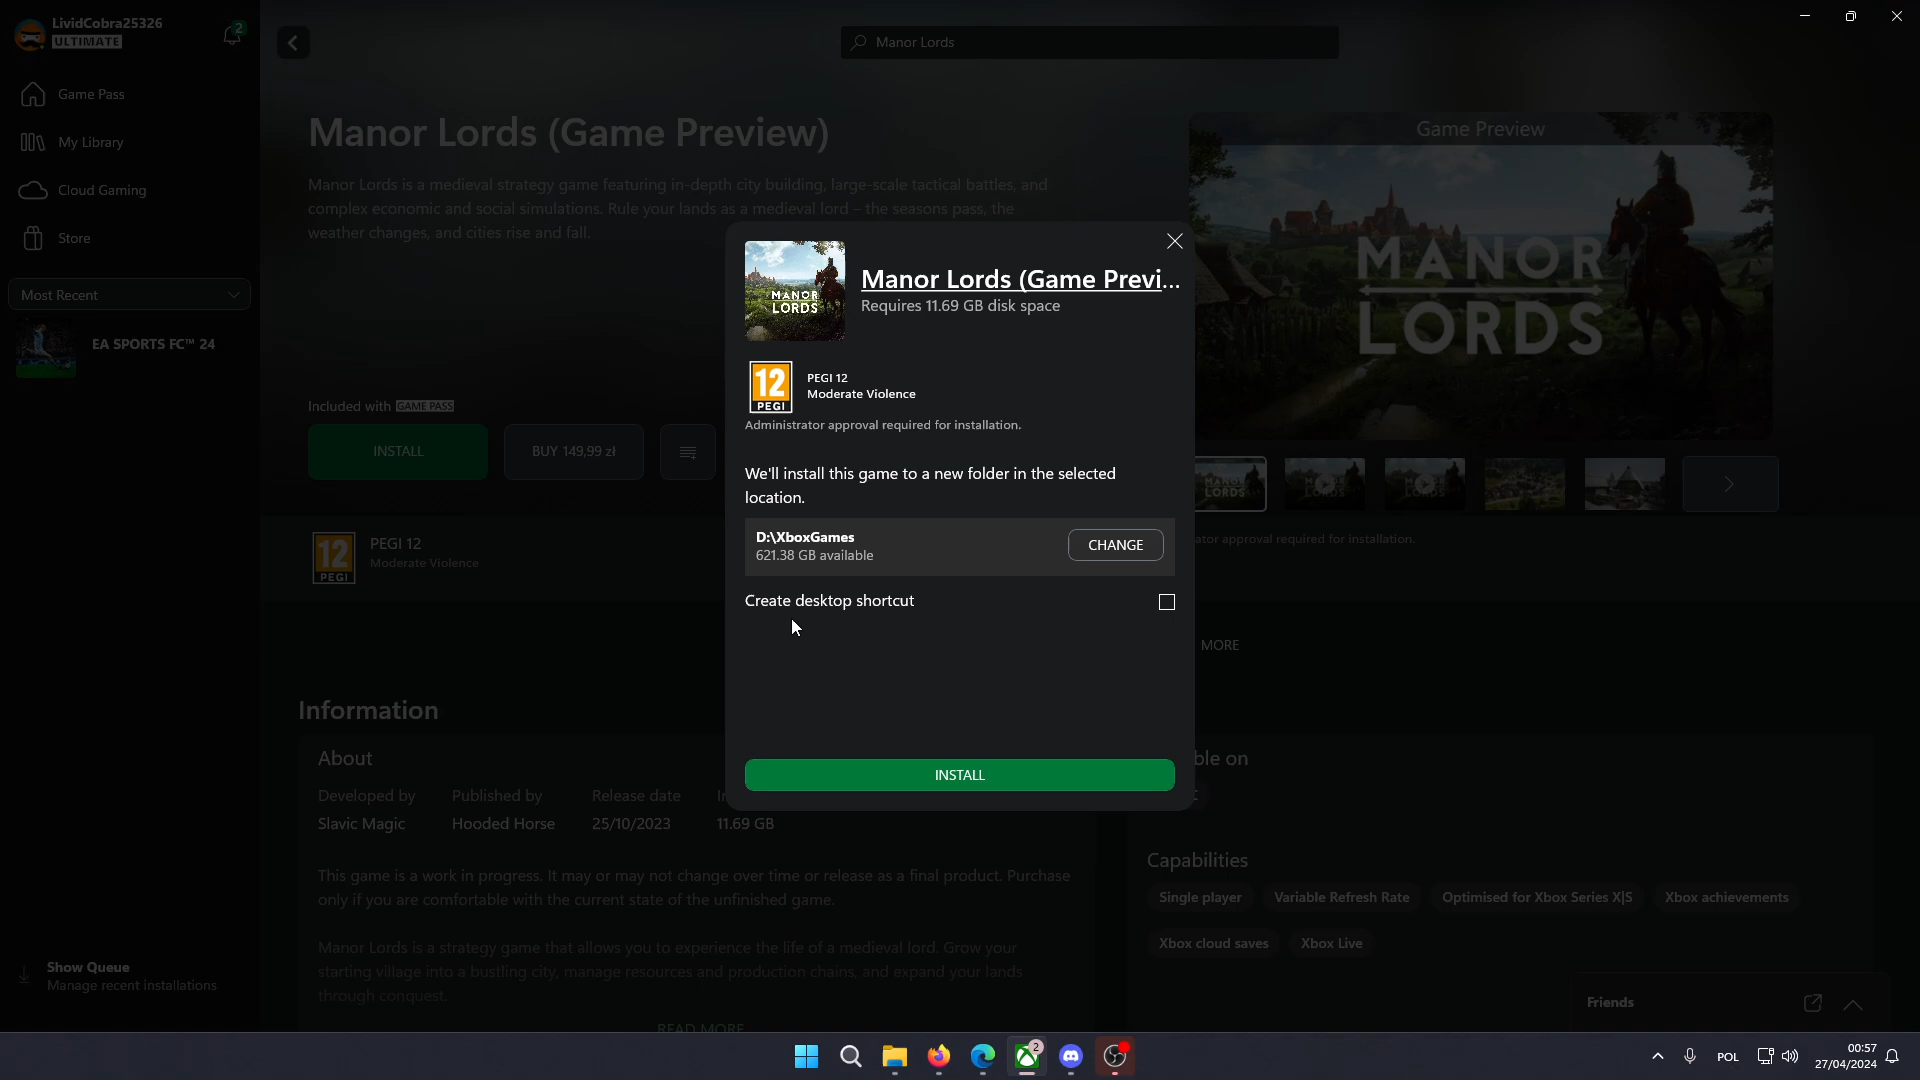 LividCobra25326
ULTIMATE
2
Manor Lords
Game Pass
My Library
Cloud Gaming
Store
Most Recent
EA SPORTS FC™ 24
Show Queue
Manage recent installations
Manor Lords (Game Preview)
Manor Lords is a medieval strategy game featuring in-depth city building, large-scale tactical battles, and
complex economic and social simulations. Rule your lands as a medieval lord – the seasons pass, the
weather changes, and cities rise and fall.
Included with GAME PASS
INSTALL
BUY 149,99 zł
12
PEGI
PEGI 12
Moderate Violence
Game Preview
MANOR
LORDS
ator approval required for installation.
MORE
MANOR
LORDS
Manor Lords (Game Previ...
Requires 11.69 GB disk space
12
PEGI
PEGI 12
Moderate Violence
Administrator approval required for installation.
We'll install this game to a new folder in the selected
location.
D:\XboxGames
621.38 GB available
CHANGE
Create desktop shortcut
INSTALL
Information
About
Developed by
Published by
Release date
Slavic Magic
Hooded Horse
25/10/2023
11.69 GB
This game is a work in progress. It may or may not change over time or release as a final product. Purchase
only if you are comfortable with the current state of the unfinished game.
Manor Lords is a strategy game that allows you to experience the life of a medieval lord. Grow your
starting village into a bustling city, manage resources and production chains, and expand your lands
through conquest.
READ MORE
ble on
Capabilities
Single player
Variable Refresh Rate
Optimised for Xbox Series X|S
Xbox achievements
Xbox cloud saves
Xbox Live
Friends
2
POL
00:57
27/04/2024